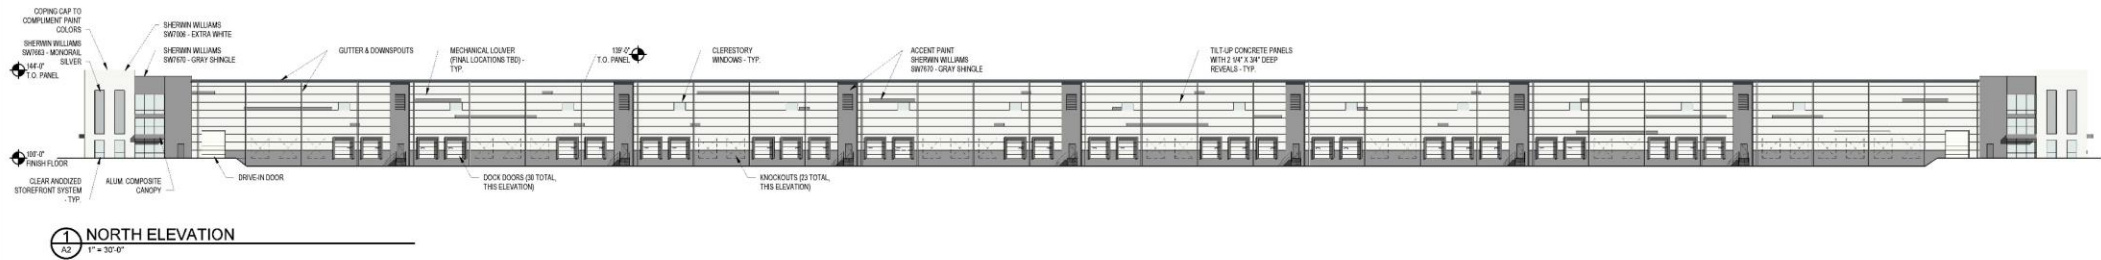 COPING CAP TO
COMPLIMENT PAINT
COLORS
SHERWIN WILLIAMS
SW7006 - EXTRA WHITE
SHERWIN WILLIAMS
SW7663 - MONORAIL
SILVER
SHERWIN WILLIAMS
SW7670 - GRAY SHINGLE
144'-0"
T.O. PANEL
GUTTER & DOWNSPOUTS
MECHANICAL LOUVER
(FINAL LOCATIONS TBD) -
TYP.
139'-0"
T.O. PANEL
CLERESTORY
WINDOWS - TYP.
ACCENT PAINT
SHERWIN WILLIAMS
SW7670 - GRAY SHINGLE
TILT-UP CONCRETE PANELS
WITH 2 1/4" X 3/4" DEEP
REVEALS - TYP.
100'-0"
FINISH FLOOR
CLEAR ANODIZED
STOREFRONT SYSTEM
- TYP.
ALUM. COMPOSITE
CANOPY
DRIVE-IN DOOR
DOCK DOORS (30 TOTAL,
THIS ELEVATION)
KNOCKOUTS (23 TOTAL,
THIS ELEVATION)
1
A2
NORTH ELEVATION
1" = 30'-0"